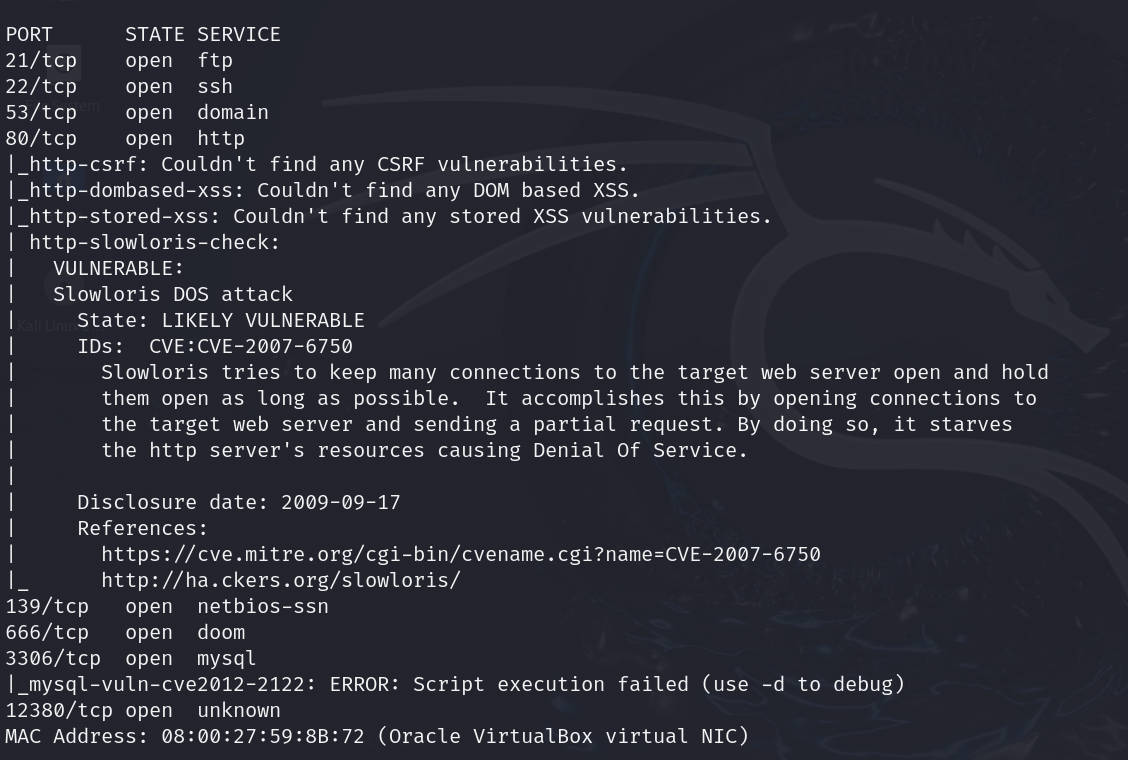 PORT      STATE SERVICE
21/tcp    open  ftp
22/tcp    open  ssh
53/tcp    open  domain
80/tcp    open  http
|_http-csrf: Couldn't find any CSRF vulnerabilities.
|_http-dombased-xss: Couldn't find any DOM based XSS.
|_http-stored-xss: Couldn't find any stored XSS vulnerabilities.
| http-slowloris-check:
|   VULNERABLE:
|   Slowloris DOS attack
|     State: LIKELY VULNERABLE
|     IDs:  CVE:CVE-2007-6750
|       Slowloris tries to keep many connections to the target web server open and hold
|       them open as long as possible.  It accomplishes this by opening connections to
|       the target web server and sending a partial request. By doing so, it starves
|       the http server's resources causing Denial Of Service.
|
|     Disclosure date: 2009-09-17
|     References:
|       https://cve.mitre.org/cgi-bin/cvename.cgi?name=CVE-2007-6750
|_      http://ha.ckers.org/slowloris/
139/tcp   open  netbios-ssn
666/tcp   open  doom
3306/tcp  open  mysql
|_mysql-vuln-cve2012-2122: ERROR: Script execution failed (use -d to debug)
12380/tcp open  unknown
MAC Address: 08:00:27:59:8B:72 (Oracle VirtualBox virtual NIC)